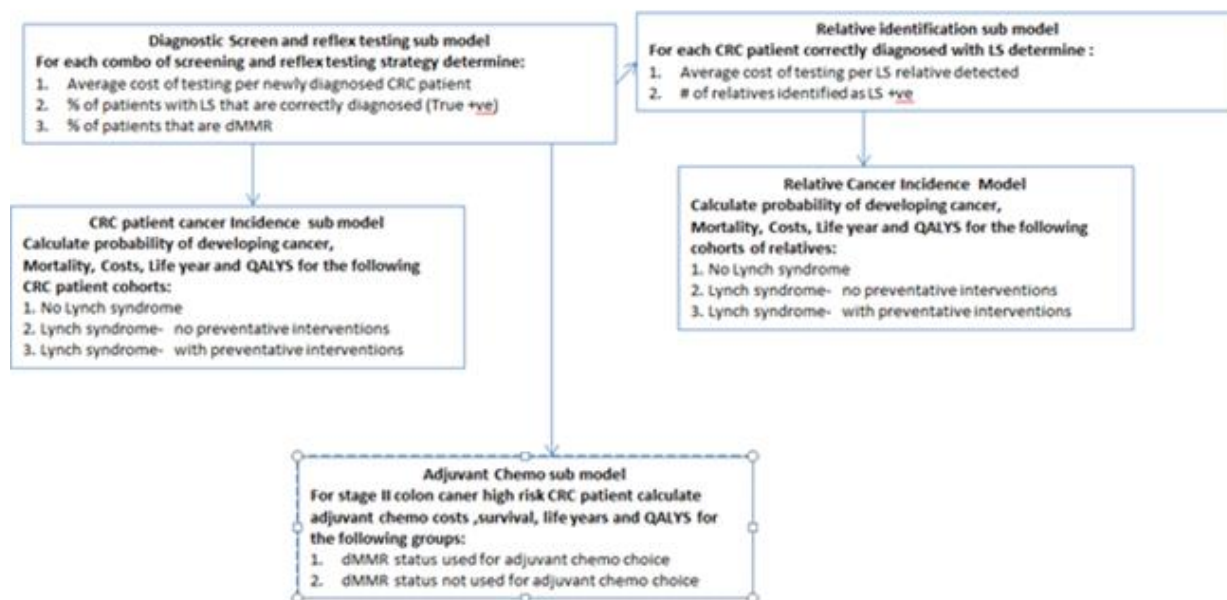 Diagnostic Screen and reflex testing sub model
For each combo of screening and reflex testing strategy determine:
1. Average cost of testing per newly diagnosed CRC patient
2. % of patients with LS that are correctly diagnosed (True +ve)
3. % of patients that are dMMR
Relative identification sub model
For each CRC patient correctly diagnosed with LS determine :
1. Average cost of testing per LS relative detected
2. # of relatives identified as LS +ve
CRC patient cancer Incidence sub model
Calculate probability of developing cancer,
Mortality, Costs, Life year and QALYS for the following
CRC patient cohorts:
1. No Lynch syndrome
2. Lynch syndrome- no preventative interventions
3. Lynch syndrome- with preventative interventions
Relative Cancer Incidence Model
Calculate probability of developing cancer,
Mortality, Costs, Life year and QALYS for the following
cohorts of relatives:
1. No Lynch syndrome
2. Lynch syndrome- no preventative interventions
3. Lynch syndrome- with preventative interventions
Adjuvant Chemo sub model
For stage II colon caner high risk CRC patient calculate
adjuvant chemo costs ,survival, life years and QALYS for
the following groups:
1. dMMR status used for adjuvant chemo choice
2. dMMR status not used for adjuvant chemo choice